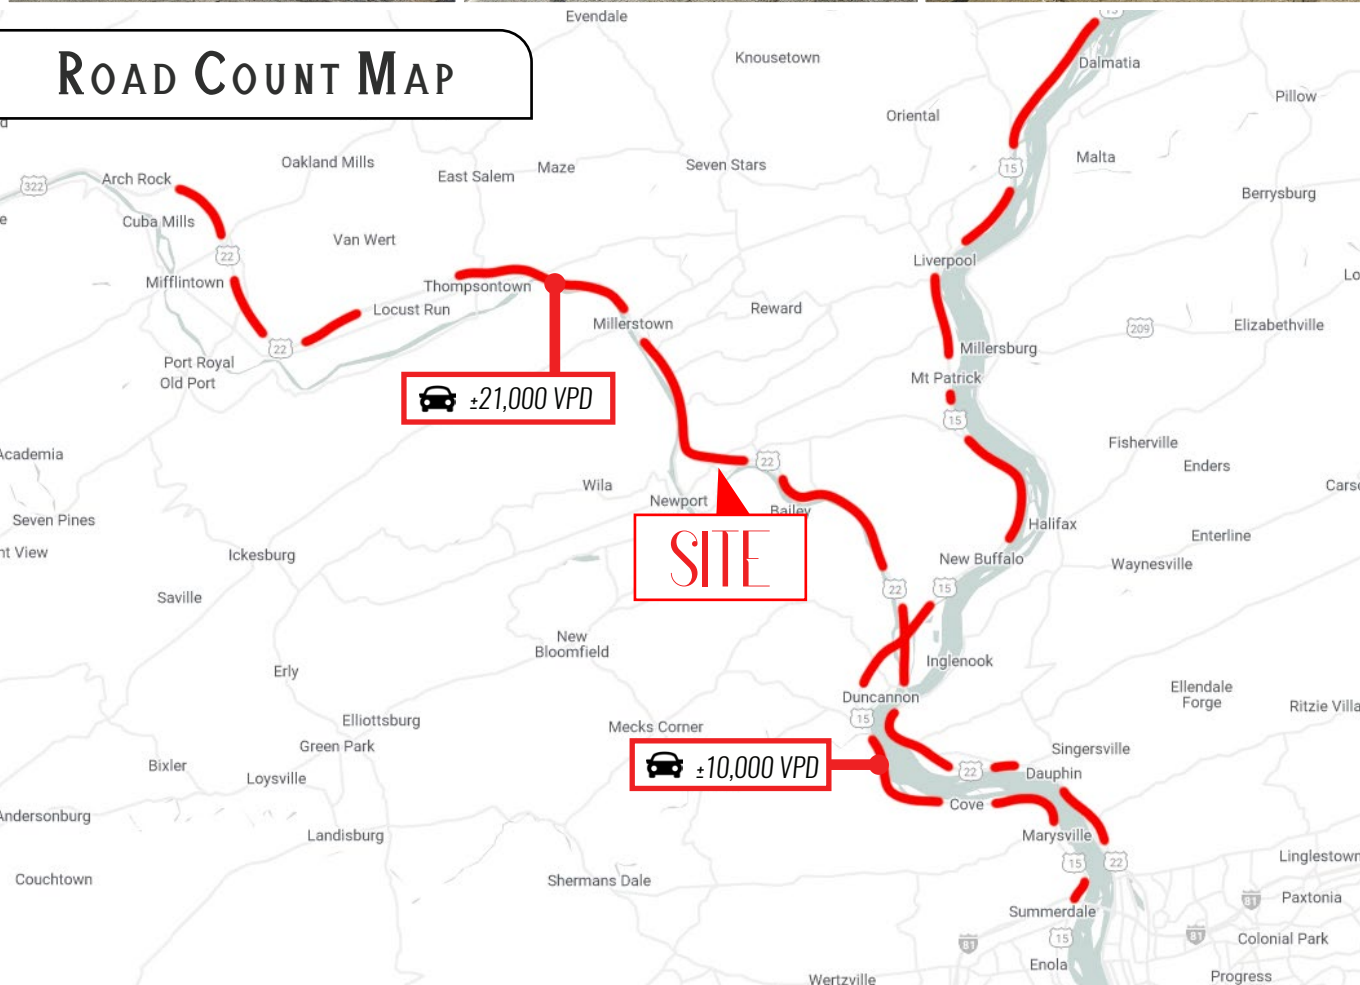 ROAD COUNT MAP
Evendale
15
Knousetown
Dalmatia
Pillow
Oriental
Oakland Mills
Maze
Seven Stars
15
Malta
322
Arch Rock
East Salem
Berrysburg
Cuba Mills
Van Wert
22
Liverpool
Mifflintown
Thompsontown
Locust Run
Reward
Millerstown
209
Elizabethville
22
Millersburg
Port Royal
Old Port
Mt Patrick
±21,000 VPD
15
Fisherville
Academia
22
Enders
Wila
Newport
Bailey
Seven Pines
Halifax
SITE
Enterline
Ickesburg
New Buffalo
Waynesville
22
15
Saville
New
Bloomfield
Inglenook
Erly
Ellendale
Forge
Duncannon
15
Elliottsburg
Mecks Corner
Green Park
Singersville
Bixler
±10,000 VPD
22
Dauphin
Loysville
Cove
Andersonburg
Landisburg
Marysville
15
22
Linglestown
Couchtown
Shermans Dale
81
Paxtonia
Summerdale
81
15
81
Colonial Park
Enola
Wertzville
Progress